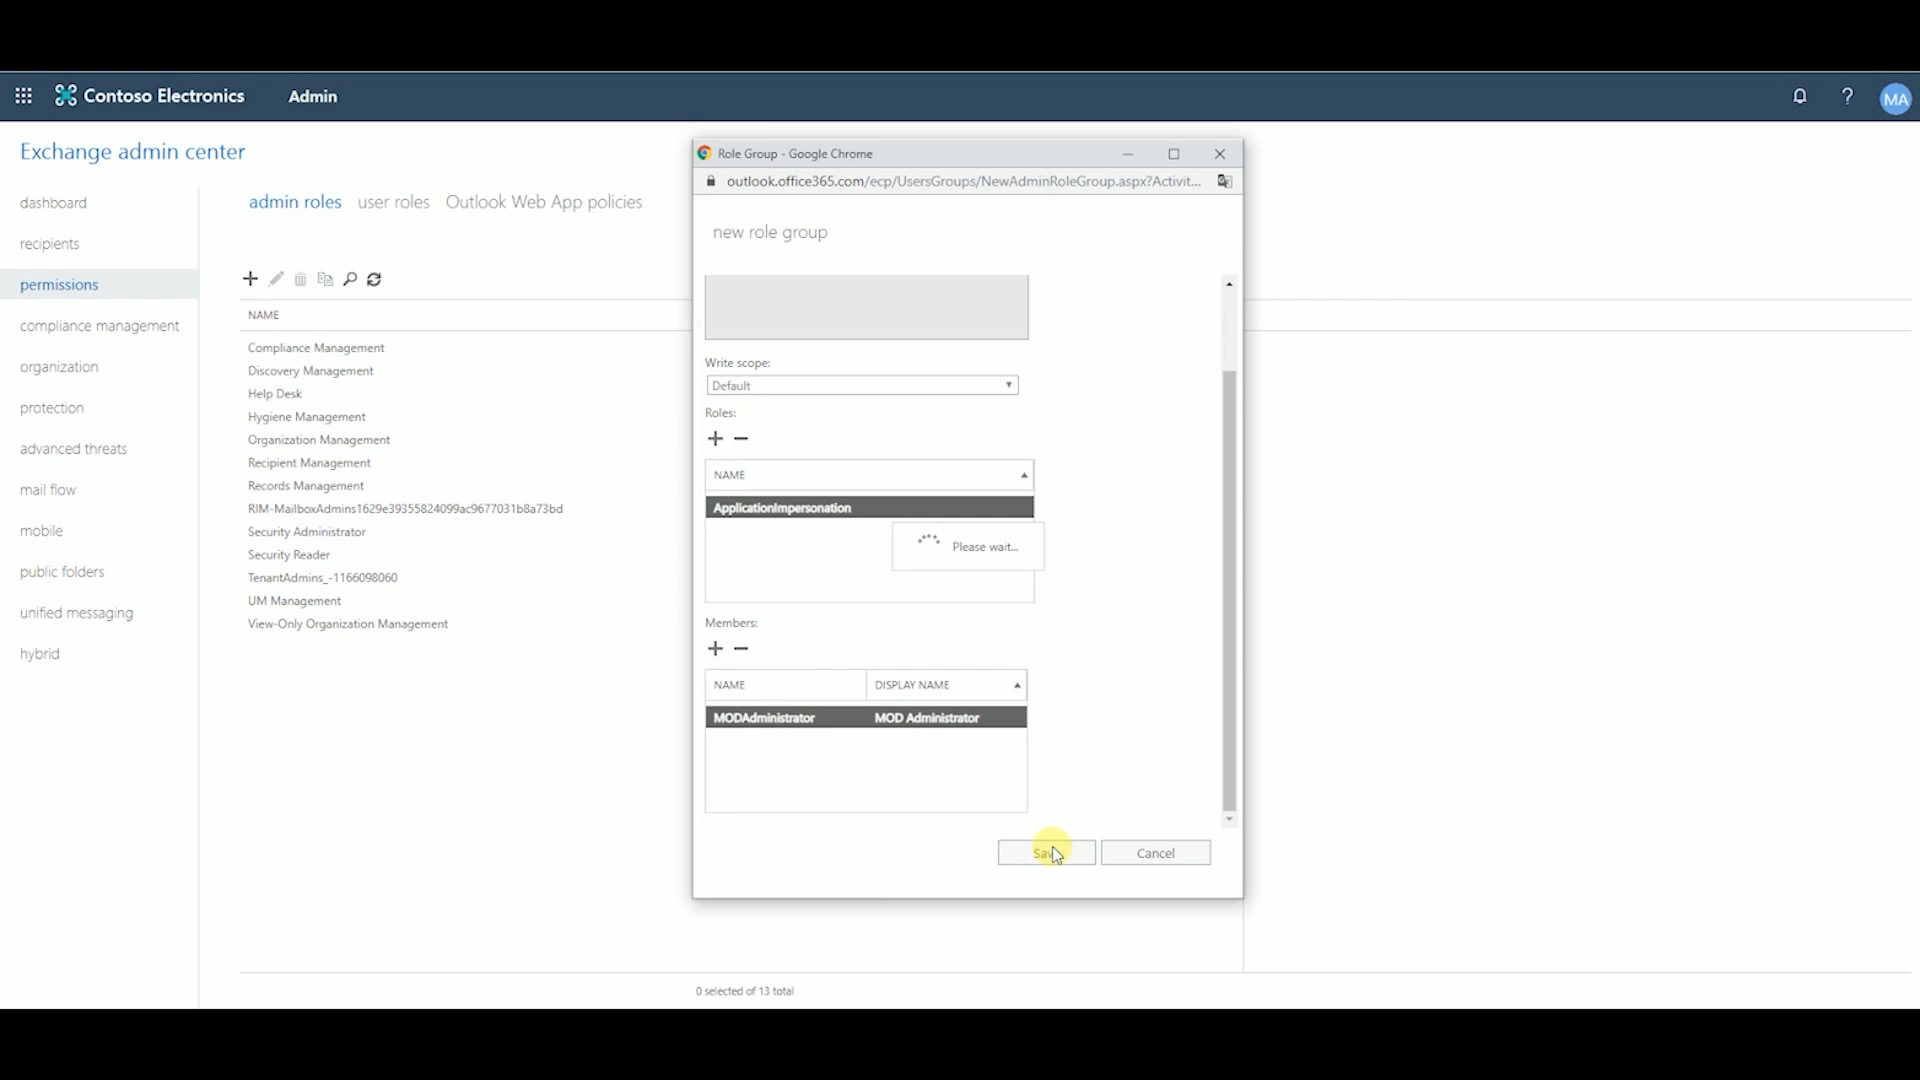 Contoso Electronics
Admin
?
MA
Exchange admin center
dashboard
recipients
permissions
compliance management
organization
protection
advanced threats
mail flow
mobile
public folders
unified messaging
hybrid
admin roles user roles Outlook Web App policies
NAME
Compliance Management
Discovery Management
Help Desk
Hygiene Management
Organization Management
Recipient Management
Records Management
RIM-MailboxAdmins1629e39355824099ac9677031b8a73bd
Security Administrator
Security Reader
TenantAdmins_-1166098060
UM Management
View-Only Organization Management
0 selected of 13 total
Role Group - Google Chrome
outlook.office365.com/ecp/UsersGroups/NewAdminRoleGroup.aspx?Activit...
new role group
Write scope:
Default
Roles:
NAME
ApplicationImpersonation
Please wait...
Members:
NAME DISPLAY NAME
MODAdministrator MOD Administrator
Cancel